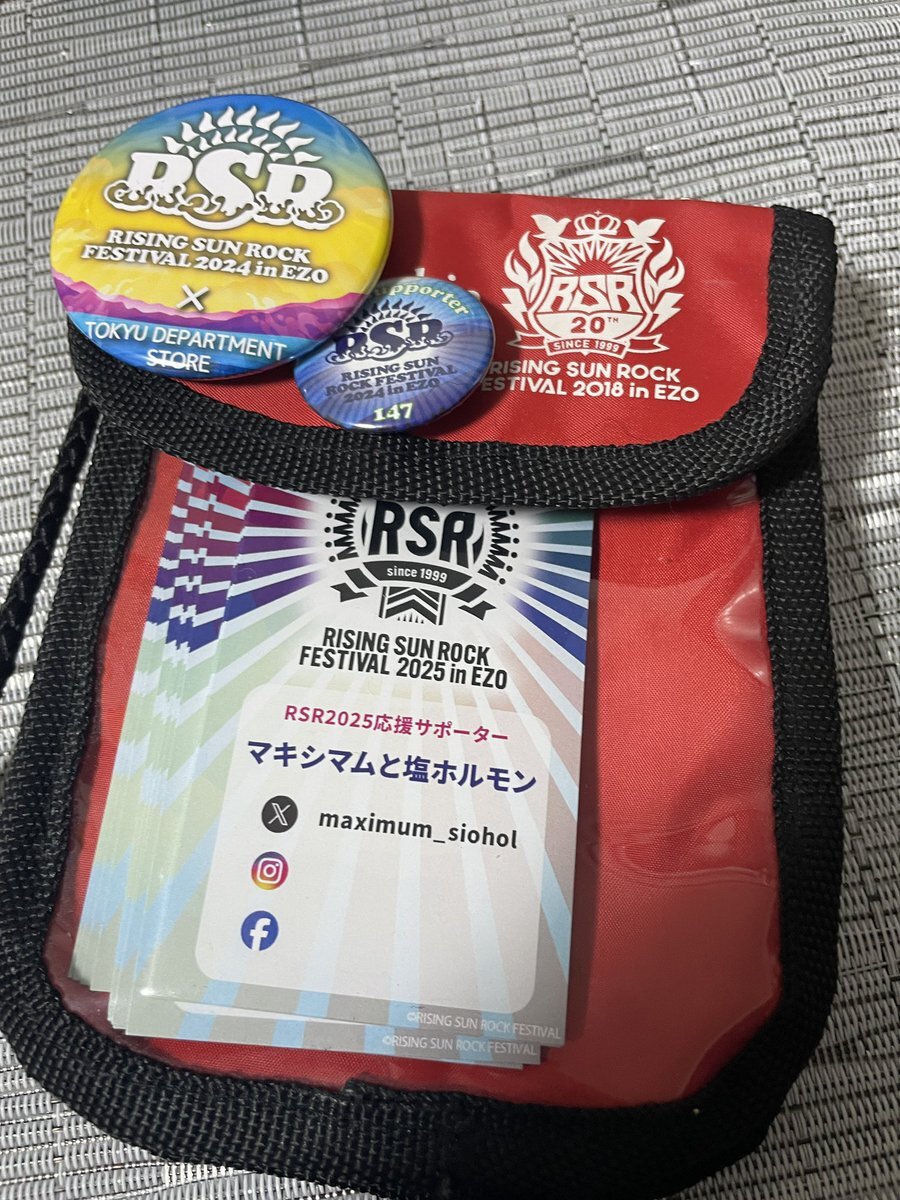 RSR
RISING SUN ROCK
FESTIVAL 2024 in EZO
×
TOKYU DEPARTMENT
STORE
upporter
RSR
RISING SUN
ROCK FESTIVAL
2024 in EZO
147
RSR
20TH
SINCE 1999
RISING SUN ROCK
ESTIVAL 2018 in EZO
RSR
since 1999
RISING SUN ROCK
FESTIVAL 2025 in EZO
RSR2025応援サポーター
マキシマムと塩ホルモン
maximum_siohol
©RISING SUN ROCK FESTIVAL
©RISING SUN ROCK FESTIVAL